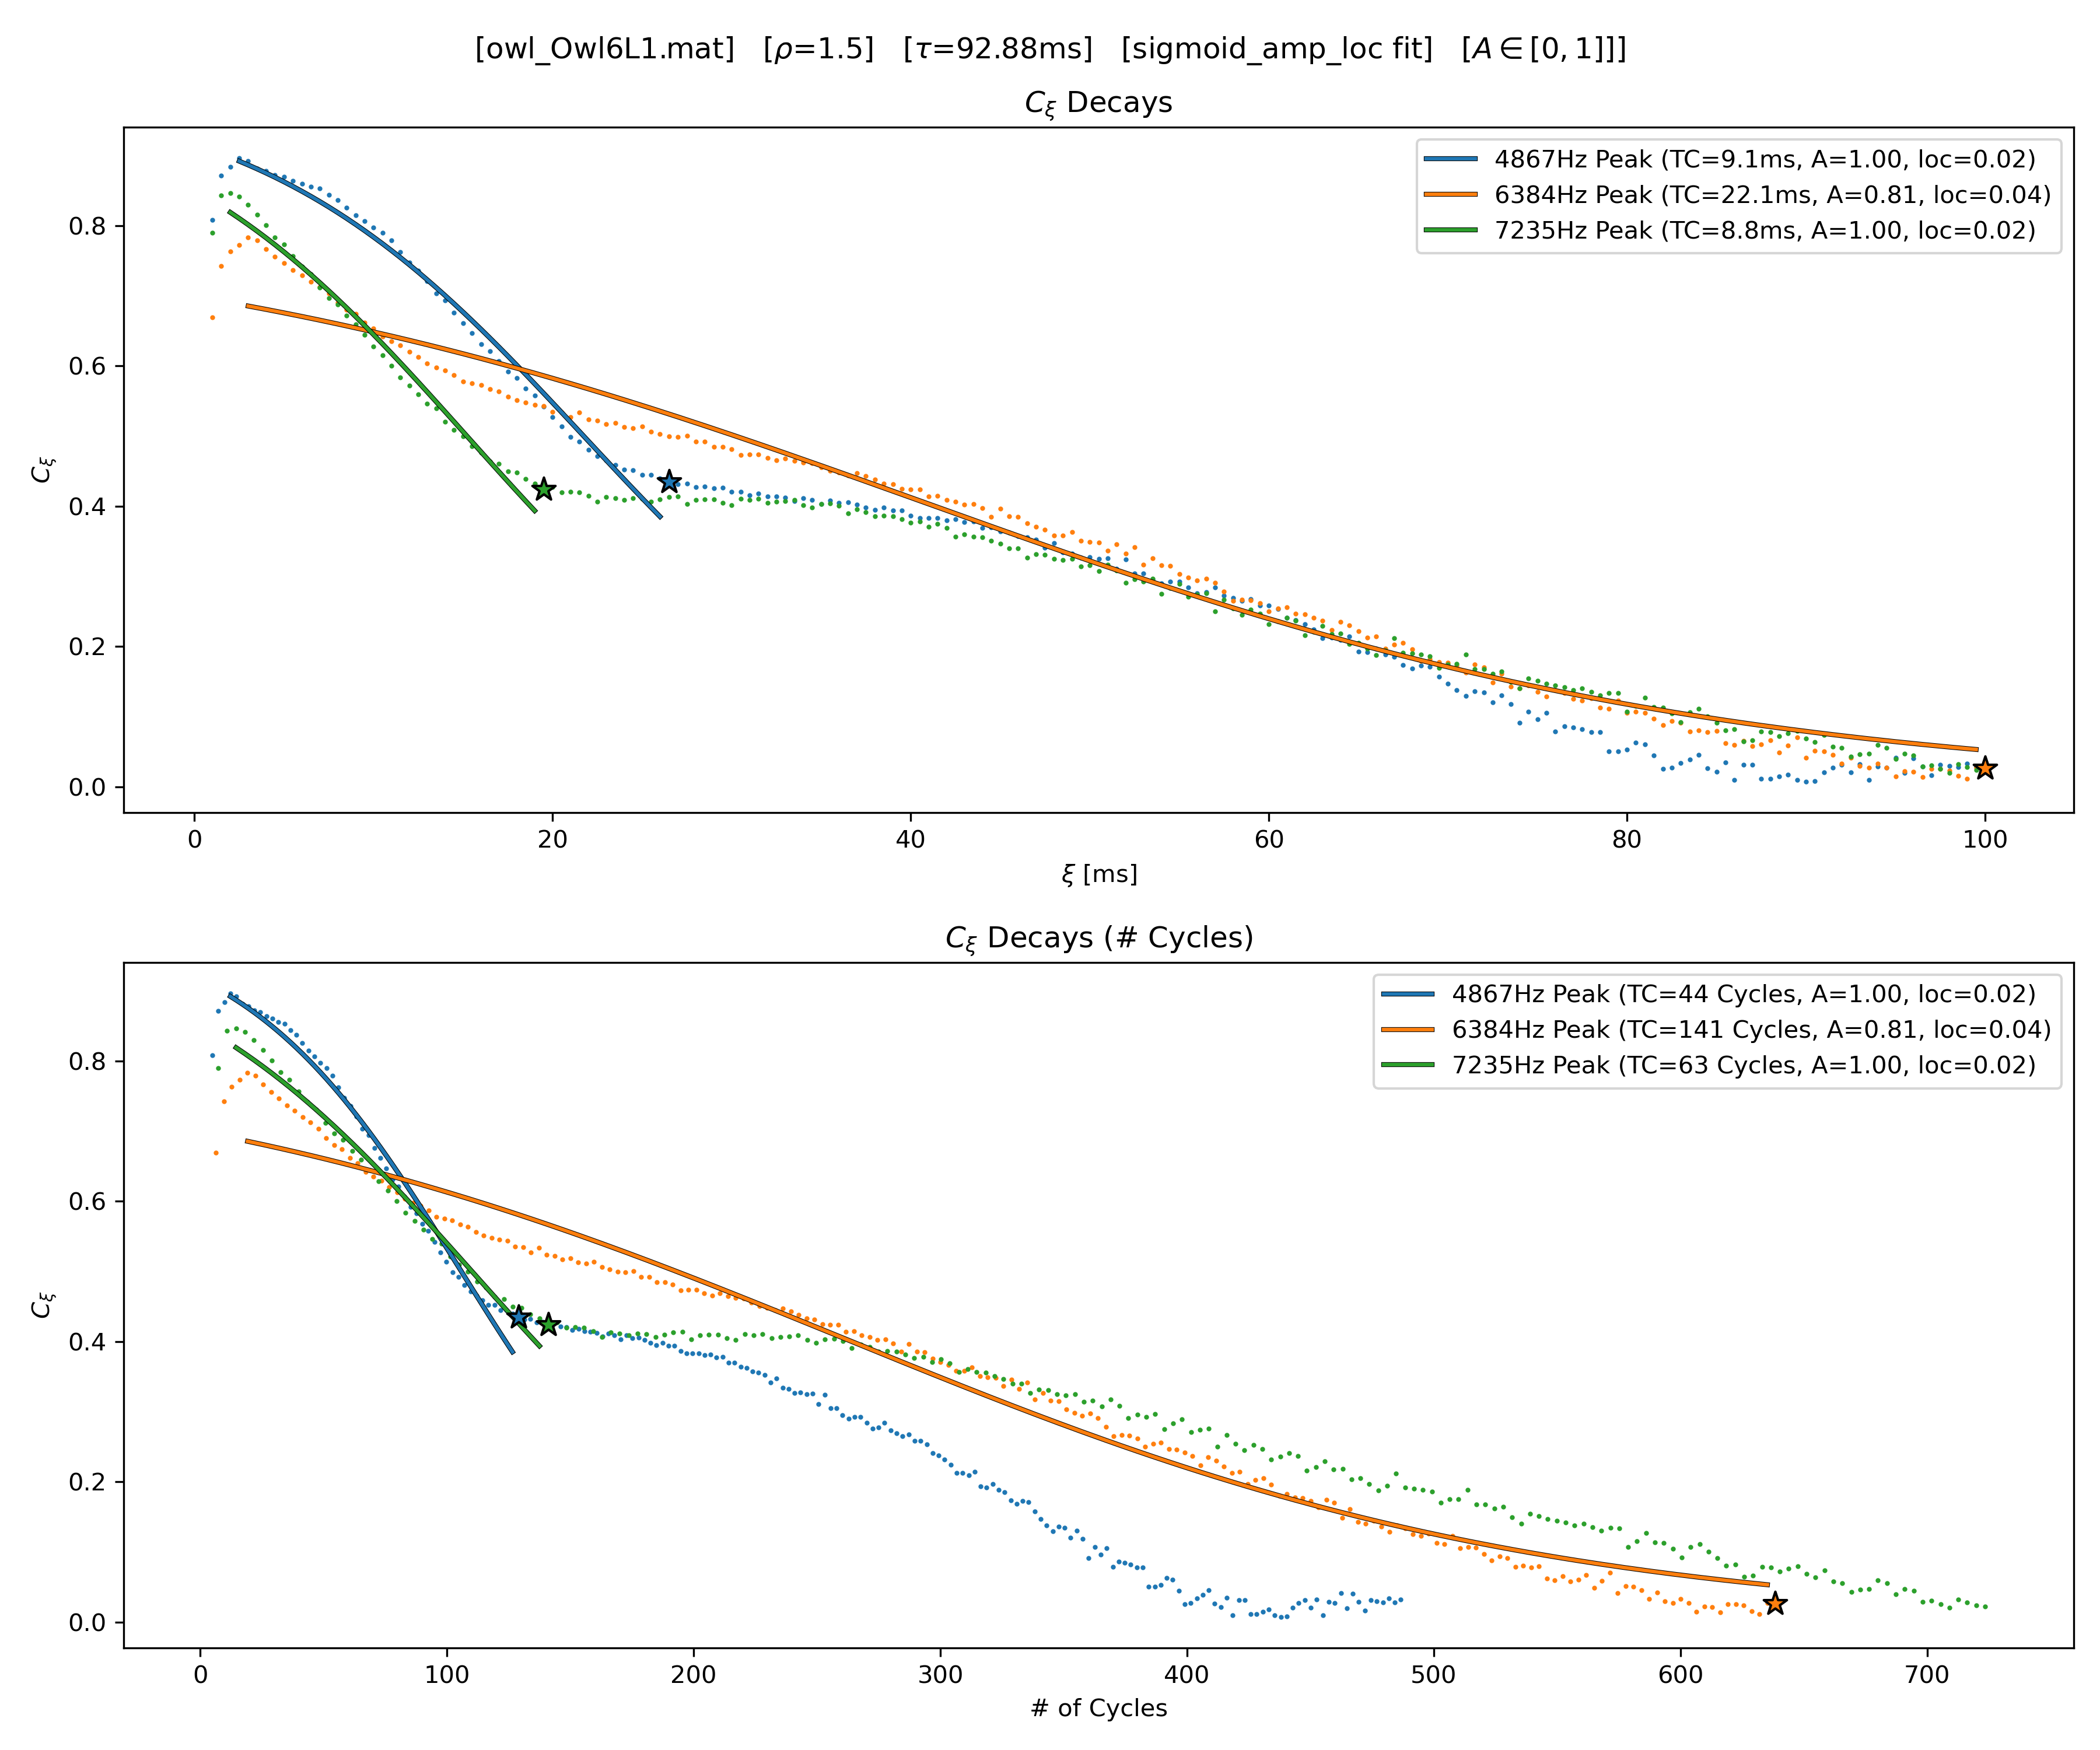 [owl_Owl6L1.mat] [ρ=1.5] [τ=92.88ms] [sigmoid_amp_loc fit] [A ∈ [0, 1]]]
Cξ Decays
4867Hz Peak (TC=9.1ms, A=1.00, loc=0.02)
6384Hz Peak (TC=22.1ms, A=0.81, loc=0.04)
7235Hz Peak (TC=8.8ms, A=1.00, loc=0.02)
0.8
0.6
0.4
0.2
0.0
Cξ
0 20 40 60 80 100
ξ [ms]
Cξ Decays (# Cycles)
4867Hz Peak (TC=44 Cycles, A=1.00, loc=0.02)
6384Hz Peak (TC=141 Cycles, A=0.81, loc=0.04)
7235Hz Peak (TC=63 Cycles, A=1.00, loc=0.02)
0.8
0.6
0.4
0.2
0.0
Cξ
0 100 200 300 400 500 600 700
# of Cycles